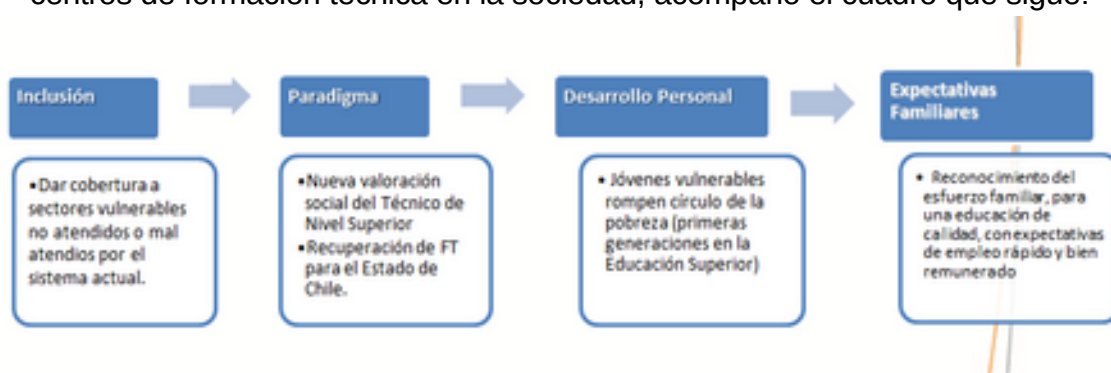 centros de formación técnica en la sociedad, acompaño el cuadro que sigue:
Inclusión
•Dar cobertura a
sectores vulnerables
no atendidos o mal
atendios por el
sistema actual.
Paradigma
•Nueva valoración
social del Técnico de
Nivel Superior
•Recuperación de FT
para el Estado de
Chile.
Desarrollo Personal
• Jóvenes vulnerables
rompen círculo de la
pobreza (primeras
generaciones en la
Educación Superior)
Expectativas
Familiares
• Reconocimiento del
esfuerzo familiar, para
una educación de
calidad, con expectativas
de empleo rápido y bien
remunerado